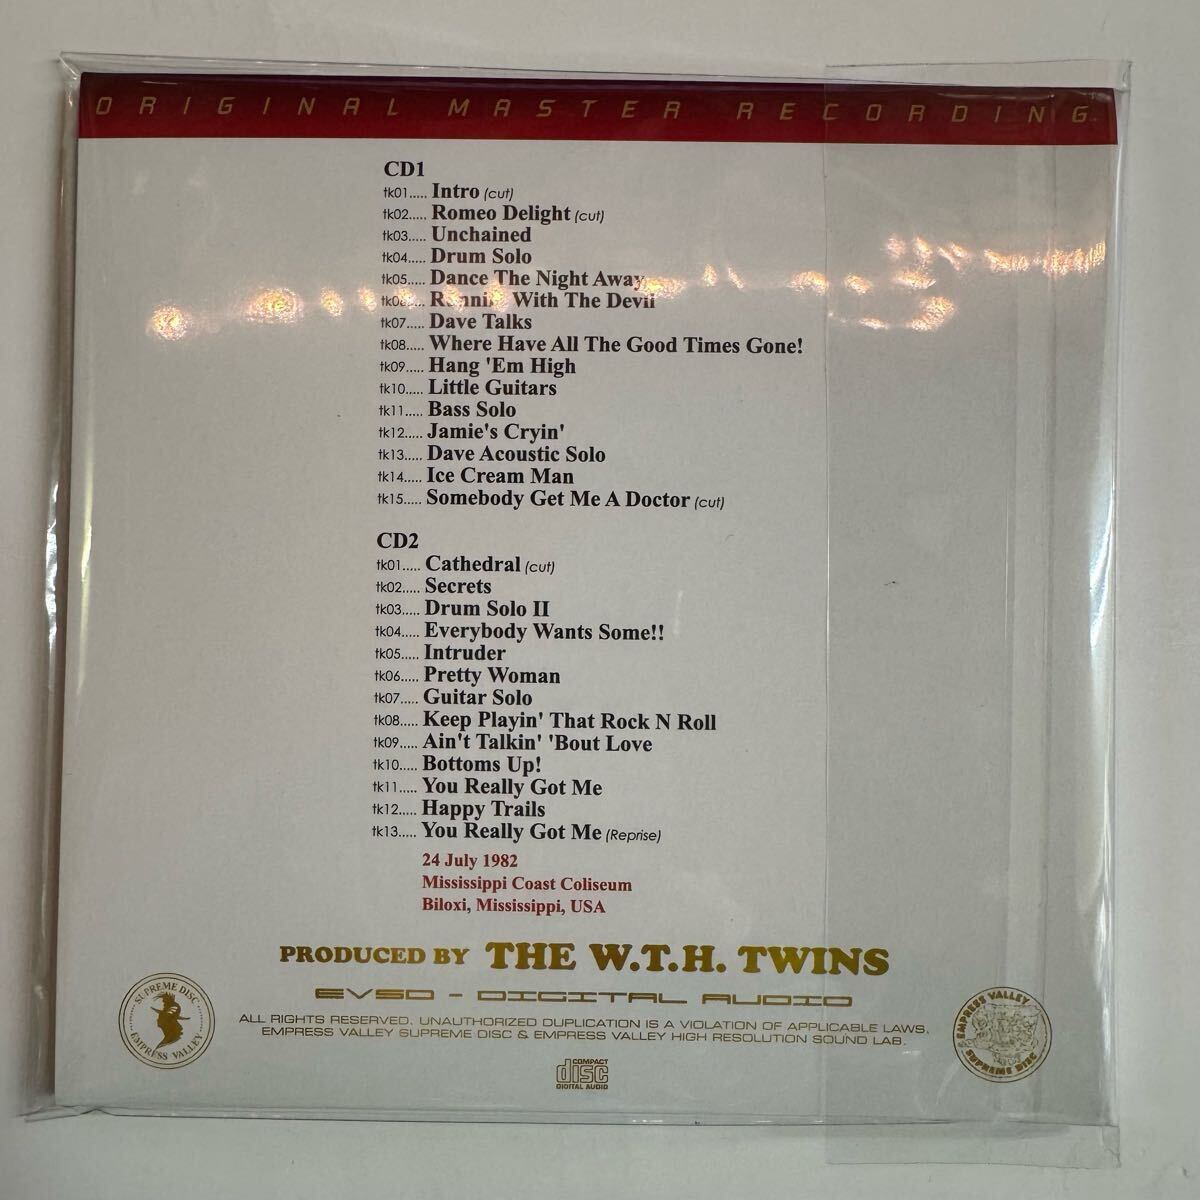 ORIGINAL MASTER RECORDING™
CD1
tk01..... Intro (cut)
tk02..... Romeo Delight (cut)
tk03..... Unchained
tk04..... Drum Solo
tk05..... Dance The Night Away
With The Devil
tk07..... Dave Talks
tk08..... Where Have All The Good Times Gone!
tk09..... Hang 'Em High
tk10..... Little Guitars
tk11..... Bass Solo
tk12..... Jamie's Cryin'
tk13..... Dave Acoustic Solo
tk14..... Ice Cream Man
tk15..... Somebody Get Me A Doctor (cut)
CD2
tk01..... Cathedral (cut)
tk02..... Secrets
tk03..... Drum Solo II
tk04..... Everybody Wants Some!!
tk05..... Intruder
tk06..... Pretty Woman
tk07..... Guitar Solo
tk08..... Keep Playin' That Rock N Roll
tk09..... Ain't Talkin' 'Bout Love
tk10..... Bottoms Up!
tk11..... You Really Got Me
tk12..... Happy Trails
tk13..... You Really Got Me (Reprise)
24 July 1982
Mississippi Coast Coliseum
Biloxi, Mississippi, USA
PRODUCED BY THE W.T.H. TWINS
EVSD - DIGITAL AUDIO
ALL RIGHTS RESERVED. UNAUTHORIZED DUPLICATION IS A VIOLATION OF APPLICABLE LAWS.
EMPRESS VALLEY SUPREME DISC & EMPRESS VALLEY HIGH RESOLUTION SOUND LAB.
SUPREME DISC
EMPRESS VALLEY
EMPRESS VALLEY
SUPREME DISC
COMPACT
disc
DIGITAL AUDIO